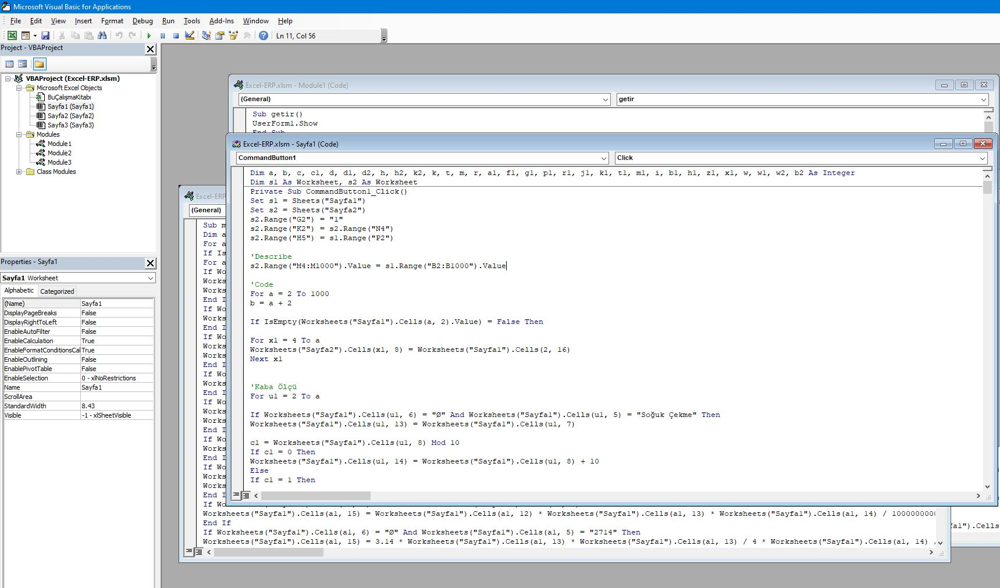 Microsoft Visual Basic for Applications
File Edit View Insert Format Debug Run Tools Add-Ins Window Help
Ln 11, Col 56
Project - VBAProject
VBAProject (Excel-ERP.xlsm)
Microsoft Excel Objects
BuÇalışmaKitabı
Sayfa1 (Sayfa1)
Sayfa2 (Sayfa2)
Sayfa3 (Sayfa3)
Modules
Module1
Module2
Module3
Class Modules
Properties - Sayfa1
Sayfa1 Worksheet
Alphabetic Categorized
(Name) Sayfa1
DisplayPageBreaks False
DisplayRightToLeft False
EnableAutoFilter False
EnableCalculation True
EnableFormatConditionsCal True
EnableOutlining False
EnablePivotTable False
EnableSelection 0 - xlNoRestrictions
Name Sayfa1
ScrollArea
StandardWidth 8.43
Visible -1 - xlSheetVisible
Excel-ERP.xlsm - Module1 (Code)
(General) getir
Sub getir()
UserForm1.Show
End Sub
Excel-ERP.xlsm - Sayfa1 (Code)
CommandButton1 Click
Dim a, b, c, c1, d, d1, d2, h, h2, k2, k, t, m, r, a1, f1, g1, p1, r1, j1, k1, t1, m1, i, b1, h1, z1, x1, w, w1, w2, b2 As Integer
Dim s1 As Worksheet, s2 As Worksheet
Private Sub CommandButton1_Click()
Set s1 = Sheets("Sayfa1")
Set s2 = Sheets("Sayfa2")
s2.Range("G2") = "1"
s2.Range("K2") = s2.Range("N4")
s2.Range("H5") = s1.Range("P2")
'Describe
s2.Range("M4:M1000").Value = s1.Range("B2:B1000").Value
'Code
For a = 2 To 1000
b = a + 2
If IsEmpty(Worksheets("Sayfa1").Cells(a, 2).Value) = False Then
For x1 = 4 To a
Worksheets("Sayfa2").Cells(x1, 8) = Worksheets("Sayfa1").Cells(2, 16)
Next x1
'Kaba Ölçü
For u1 = 2 To a
If Worksheets("Sayfa1").Cells(u1, 6) = "Ø" And Worksheets("Sayfa1").Cells(u1, 5) = "Soğuk Çekme" Then
Worksheets("Sayfa1").Cells(u1, 13) = Worksheets("Sayfa1").Cells(u1, 7)
c1 = Worksheets("Sayfa1").Cells(u1, 8) Mod 10
If c1 = 0 Then
Worksheets("Sayfa1").Cells(u1, 14) = Worksheets("Sayfa1").Cells(u1, 8) + 10
Else
If c1 = 1 Then
Excel-ERP
(General)
Sub m
Dim a
For a
If Is
For a
If Wo
Works
Works
End I
If Wo
Works
End I
If Wo
Works
Works
End I
If Wo
Works
End I
If Wo
Works
Works
End I
If Wo
Works
End I
If Wo
Works
Works
End I
If Wo
Worksheets("Sayfa1").Cells(a1, 15) = Worksheets("Sayfa1").Cells(a1, 12) * Worksheets("Sayfa1").Cells(a1, 13) * Worksheets("Sayfa1").Cells(a1, 14) / 1000000000
End If
If Worksheets("Sayfa1").Cells(a1, 6) = "Ø" And Worksheets("Sayfa1").Cells(a1, 5) = "2714" Then
Worksheets("Sayfa1").Cells(a1, 15) = 3.14 * Worksheets("Sayfa1").Cells(a1, 13) * Worksheets("Sayfa1").Cells(a1, 13) / 4 * Worksheets("Sayfa1").Cells(a1, 14) /
fa1").Cells